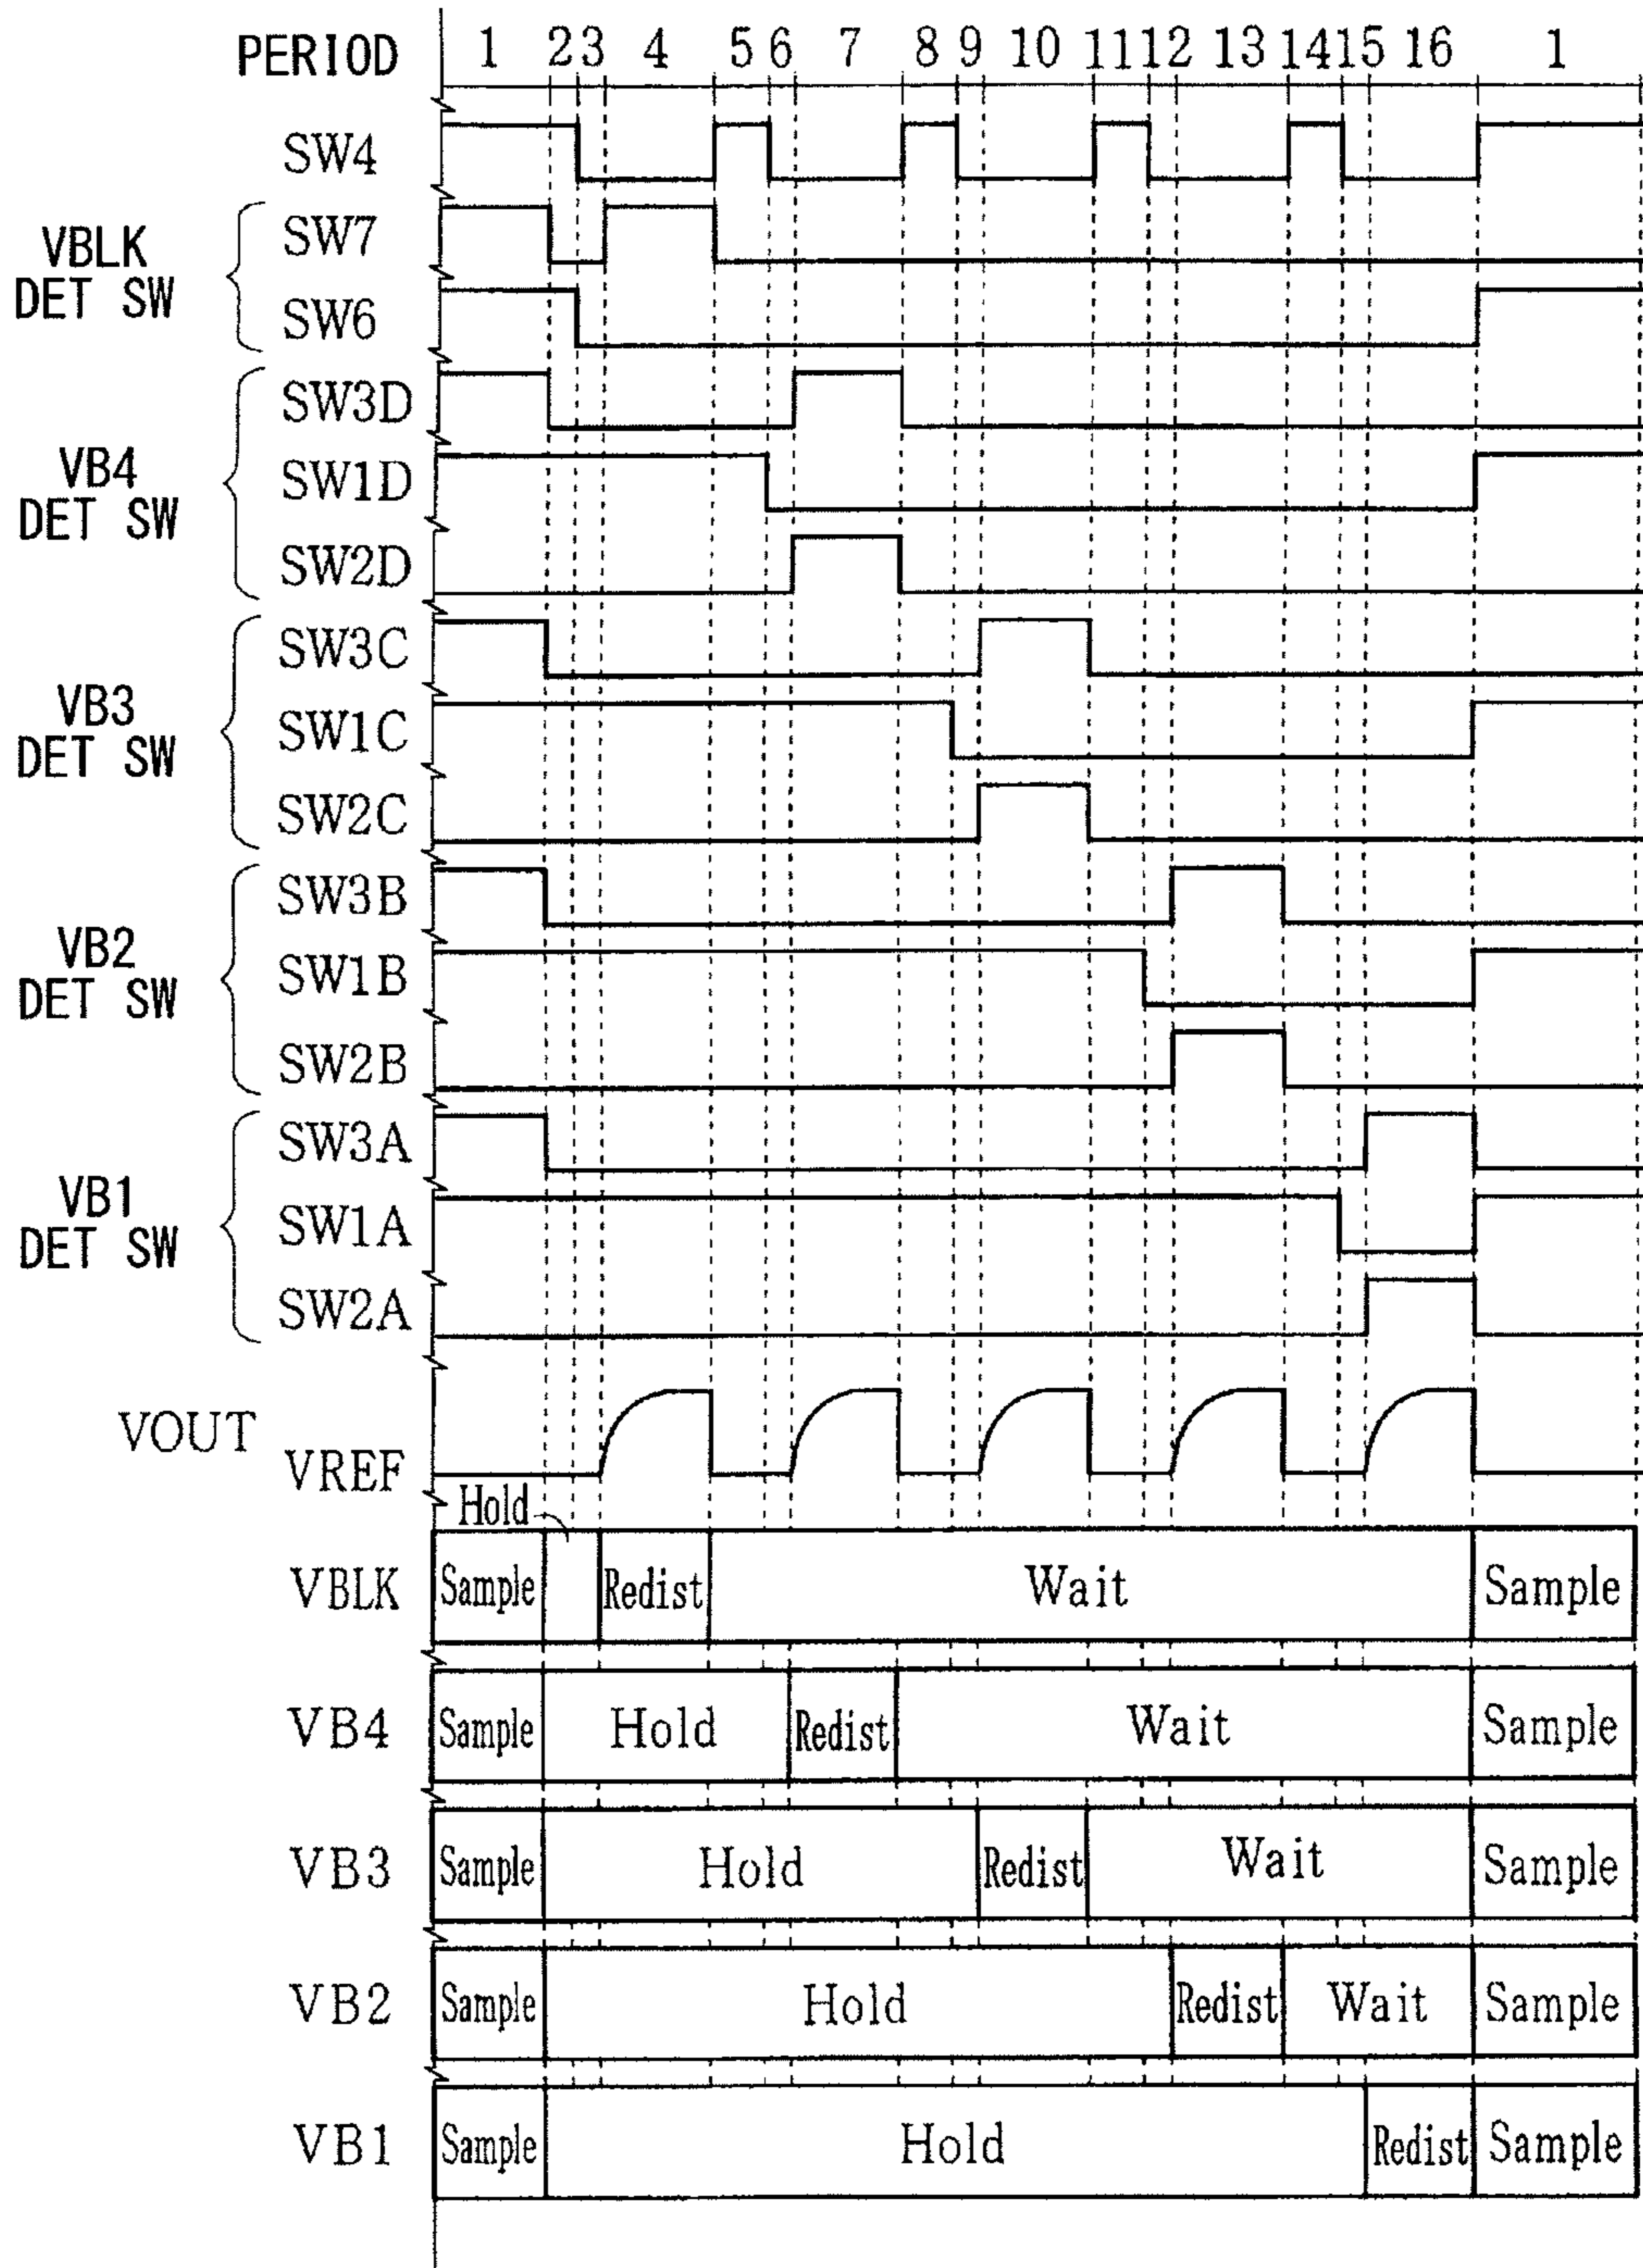 PERIOD 1 2 3 4 5 6 7 8 9 10 11 12 13 14 15 16 1
SW4
VBLK
DET SW
SW7
SW6
VB4
DET SW
SW3D
SW1D
SW2D
VB3
DET SW
SW3C
SW1C
SW2C
VB2
DET SW
SW3B
SW1B
SW2B
VB1
DET SW
SW3A
SW1A
SW2A
VOUT
VREF
Hold
VBLK Sample Redist Wait Sample
VB4 Sample Hold Redist Wait Sample
VB3 Sample Hold Redist Wait Sample
VB2 Sample Hold Redist Wait Sample
VB1 Sample Hold Redist Sample